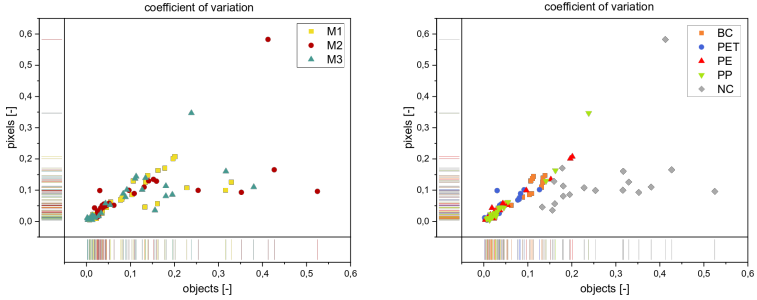 coefficient of variation
0,6
0,5
0,4
0,3
0,2
0,1
0,0
pixels [-]
M1
M2
M3
0,0 0,1 0,2 0,3 0,4 0,5 0,6
objects [-]
coefficient of variation
0,6
0,5
0,4
0,3
0,2
0,1
0,0
pixels [-]
BC
PET
PE
PP
NC
0,0 0,1 0,2 0,3 0,4 0,5 0,6
objects [-]